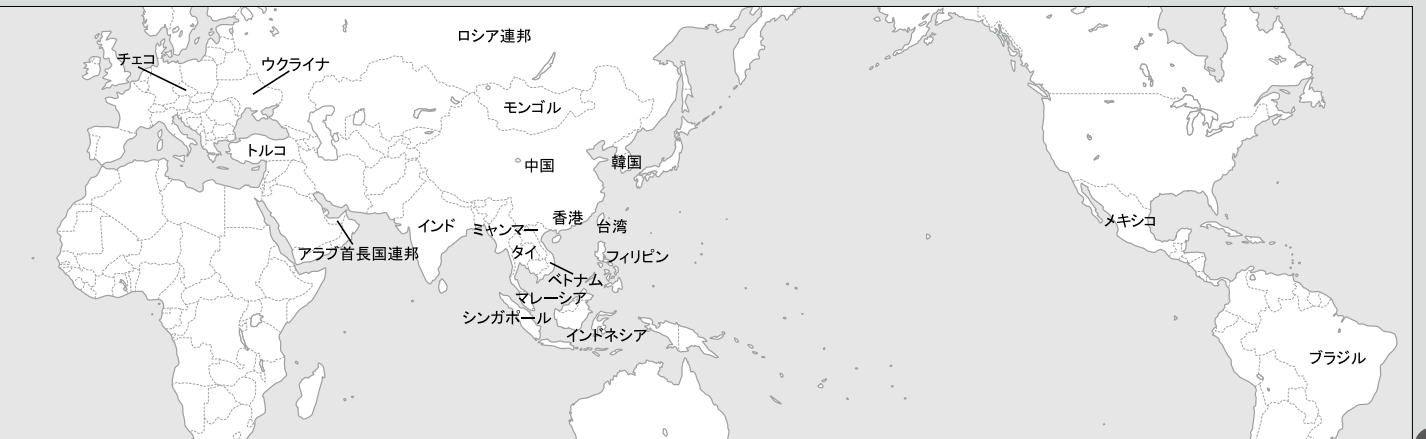 ロシア連邦
チェコ
ウクライナ
モンゴル
トルコ
中国
韓国
香港
台湾
メキシコ
インド
ミャンマー
タイ
アラブ首長国連邦
フィリピン
ベトナム
マレーシア
シンガポール
インドネシア
ブラジル